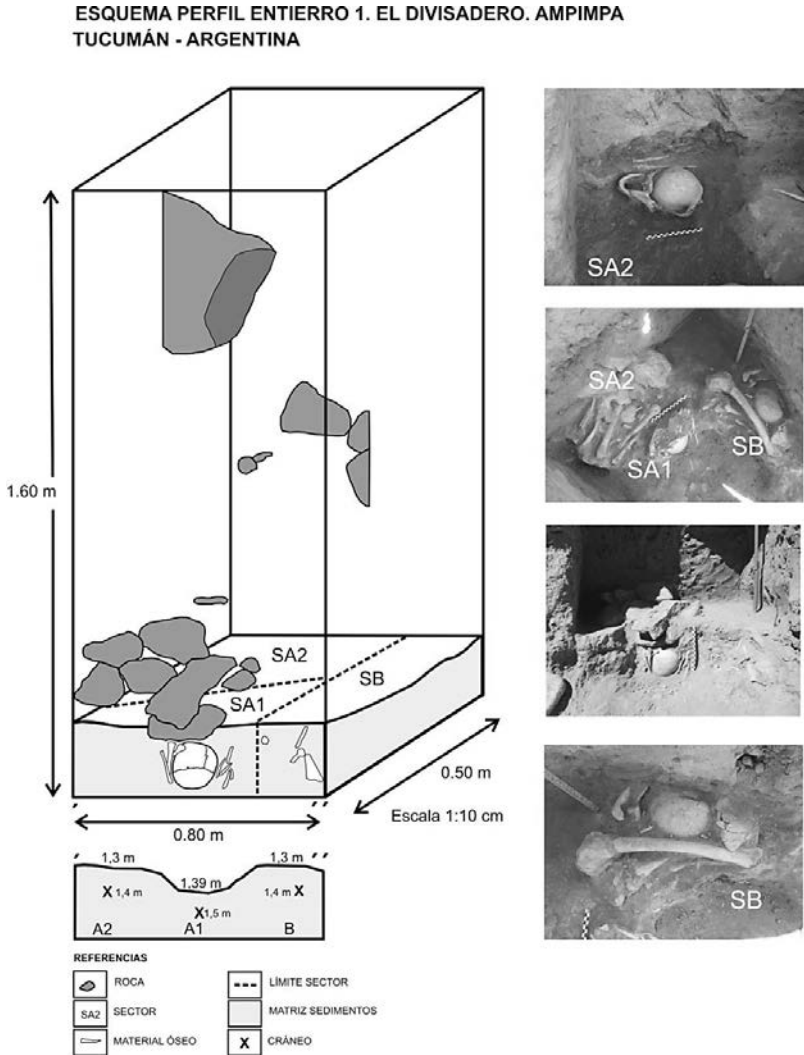 ESQUEMA PERFIL ENTIERRO 1. EL DIVISADERO. AMPIMPA
TUCUMÁN - ARGENTINA
SA2
SA2
SA1
SB
1.60 m
SA2
SB
SA1
0.50 m
Escala 1:10 cm
0.80 m
SB
1,3 m
1,3 m
1,39 m
X 1,4 m
1,4 m X
X 1,5 m
A2
A1
B
REFERENCIAS
ROCA
LÍMITE SECTOR
SA2 SECTOR
MATRIZ SEDIMENTOS
MATERIAL ÓSEO
X CRÁNEO